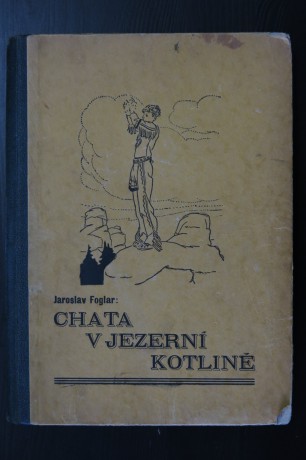 Jaroslav Foglar:
CHATA
V JEZERNÍ
KOTLINĚ